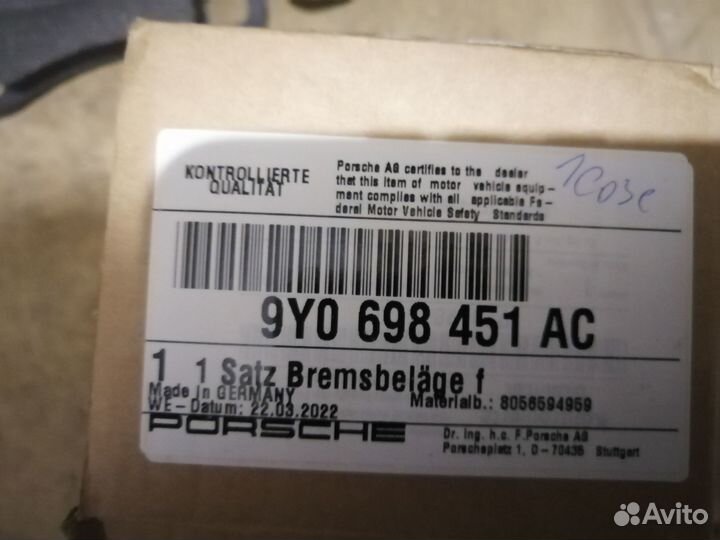 KONTROLLIERTE
QUALITÄT
Porsche AG certifies to the dealer
that this item of motor vehicle equip-
ment complies with all applicable Fe-
deral Motor Vehicle Safety Standards
9Y0 698 451 AC
1 1 Satz Bremsbeläge f
Made in GERMANY
Materialb.: 8056594959
WE-Datum: 22.03.2022
PORSCHE
Dr. Ing. h.c. F.Porsche AG
Porscheplatz 1, D-70435 Stuttgart
Avito